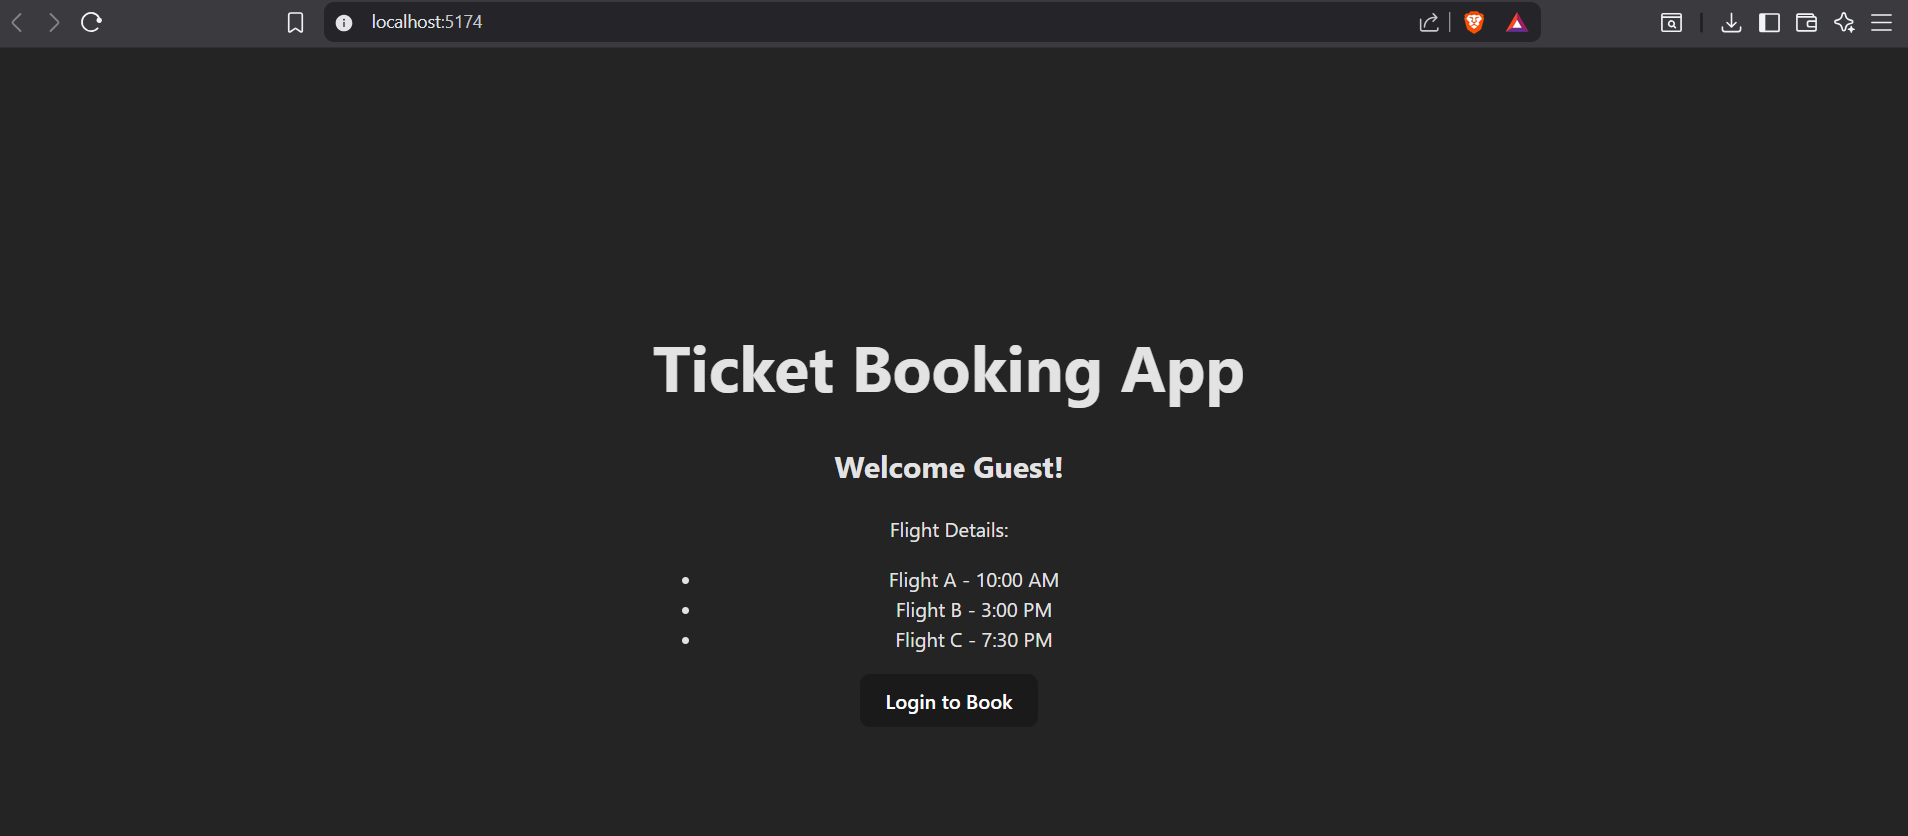 localhost:5174
Ticket Booking App
Welcome Guest!
Flight Details:
• Flight A - 10:00 AM
• Flight B - 3:00 PM
• Flight C - 7:30 PM
Login to Book